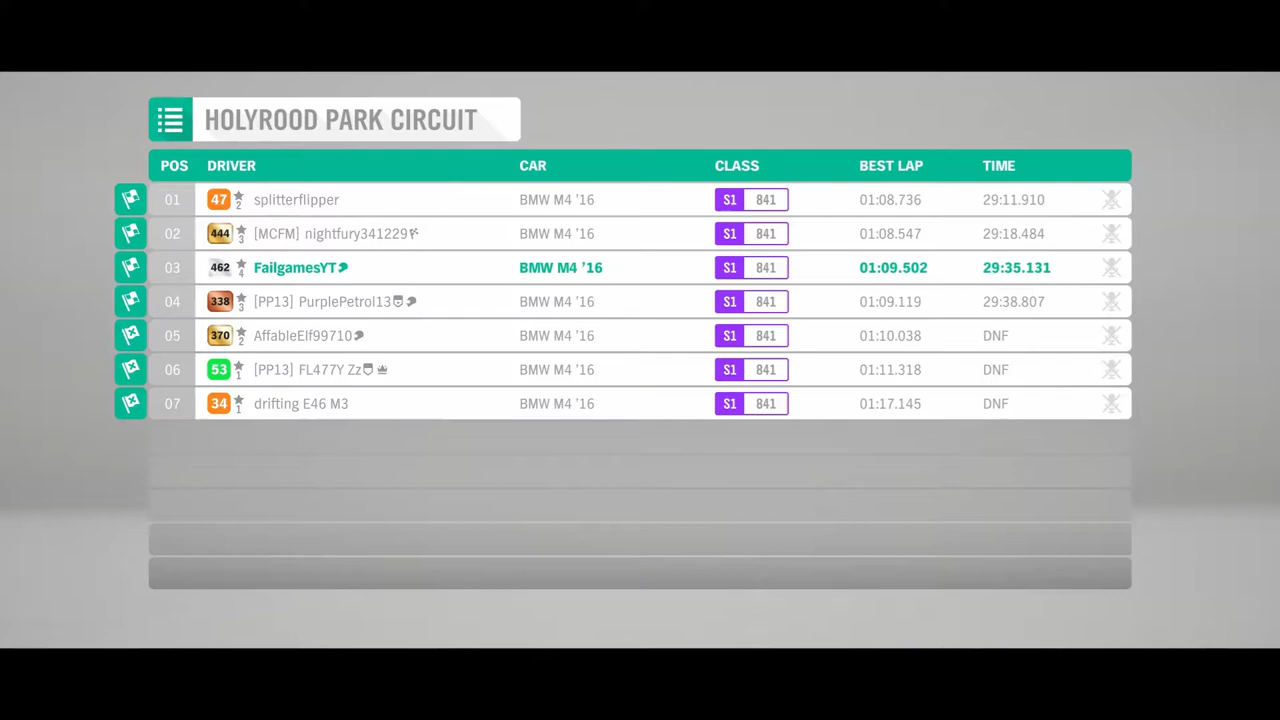 HOLYROOD PARK CIRCUIT
POS DRIVER CAR CLASS BEST LAP TIME
01 47 2 splitterflipper BMW M4 '16 S1 841 01:08.736 29:11.910
02 444 3 [MCFM] nightfury341229 BMW M4 '16 S1 841 01:08.547 29:18.484
03 462 4 FailgamesYT BMW M4 '16 S1 841 01:09.502 29:35.131
04 338 3 [PP13] PurplePetrol13 BMW M4 '16 S1 841 01:09.119 29:38.807
05 370 2 AffableElf99710 BMW M4 '16 S1 841 01:10.038 DNF
06 53 1 [PP13] FL477Y Zz BMW M4 '16 S1 841 01:11.318 DNF
07 34 1 drifting E46 M3 BMW M4 '16 S1 841 01:17.145 DNF